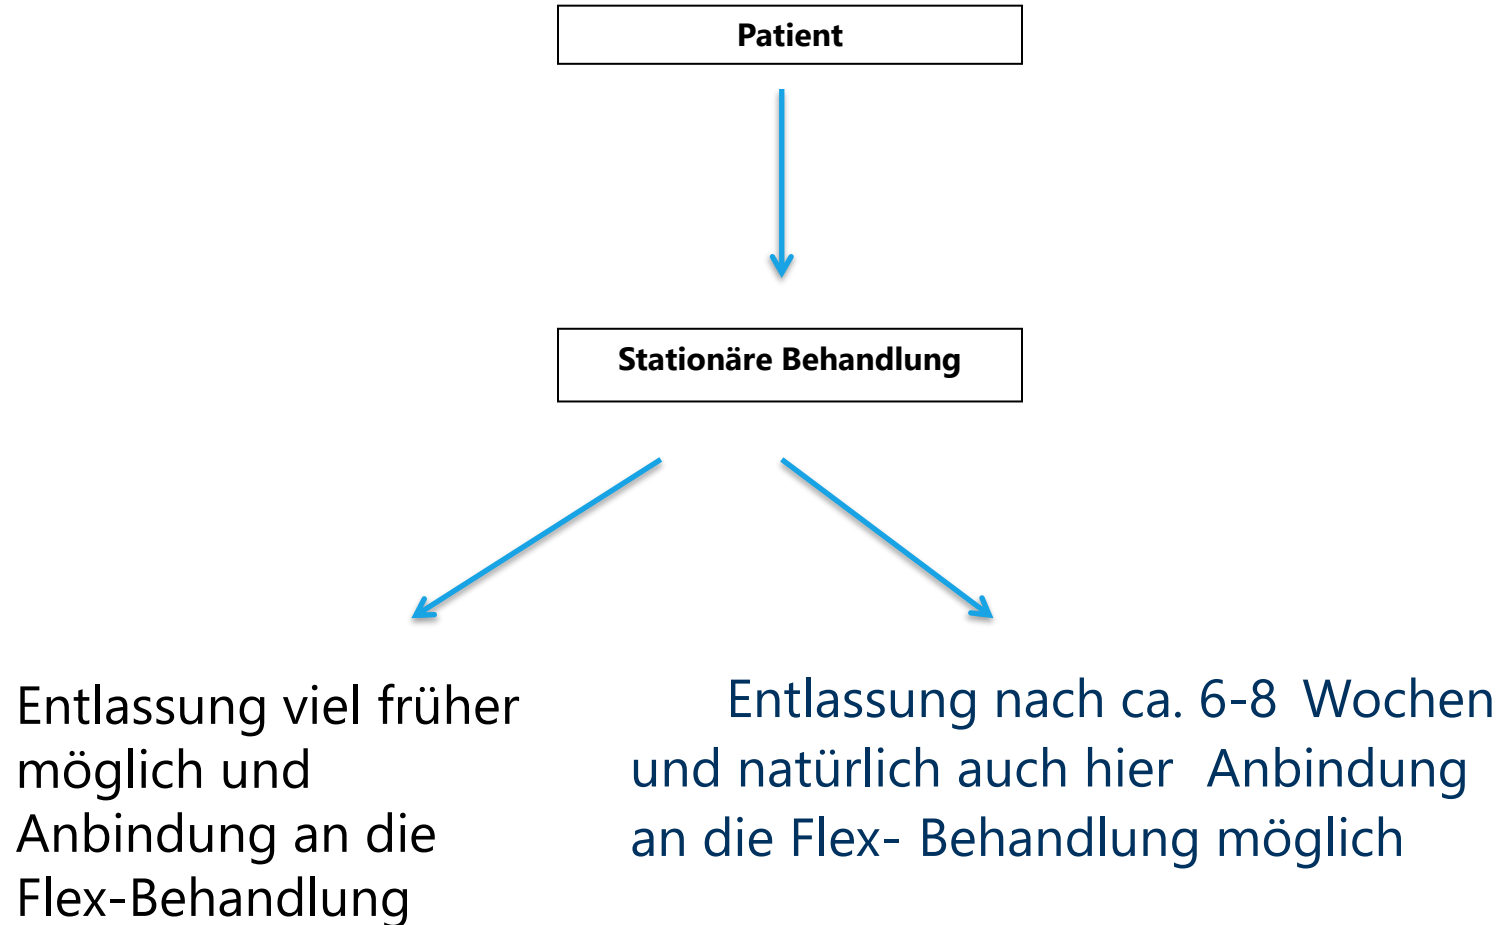 Patient
Stationäre Behandlung
Entlassung viel früher
möglich und
Anbindung an die
Flex-Behandlung
Entlassung nach ca. 6-8 Wochen
und natürlich auch hier Anbindung
an die Flex- Behandlung möglich